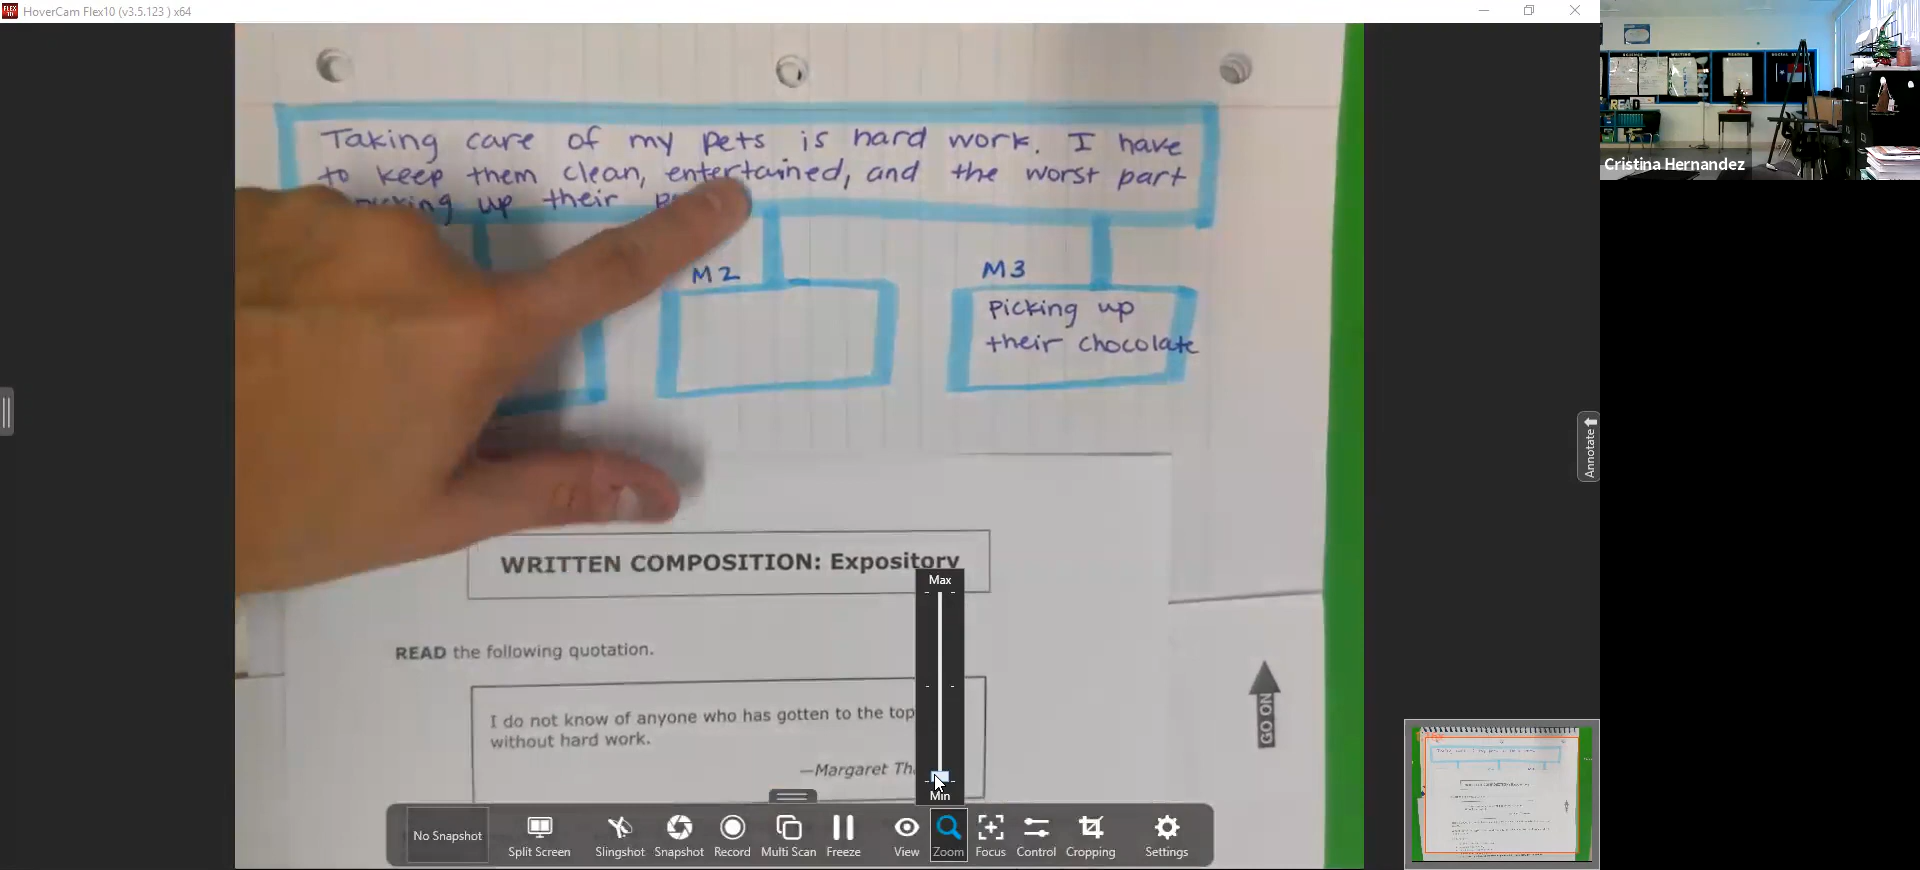 HoverCam Flex10 (v3.5.123 ) x64
Taking care of my pets is hard work. I have
to keep them clean, entertained, and the worst part
picking up their
M2
M3
Picking up
their chocolate
WRITTEN COMPOSITION: Expository
READ the following quotation.
I do not know of anyone who has gotten to the top
without hard work.
—Margaret Th
GO ON
Max
Min
No Snapshot
Split Screen
Slingshot
Snapshot
Record
Multi Scan
Freeze
View
Zoom
Focus
Control
Cropping
Settings
Annotate
READ
Cristina Hernandez